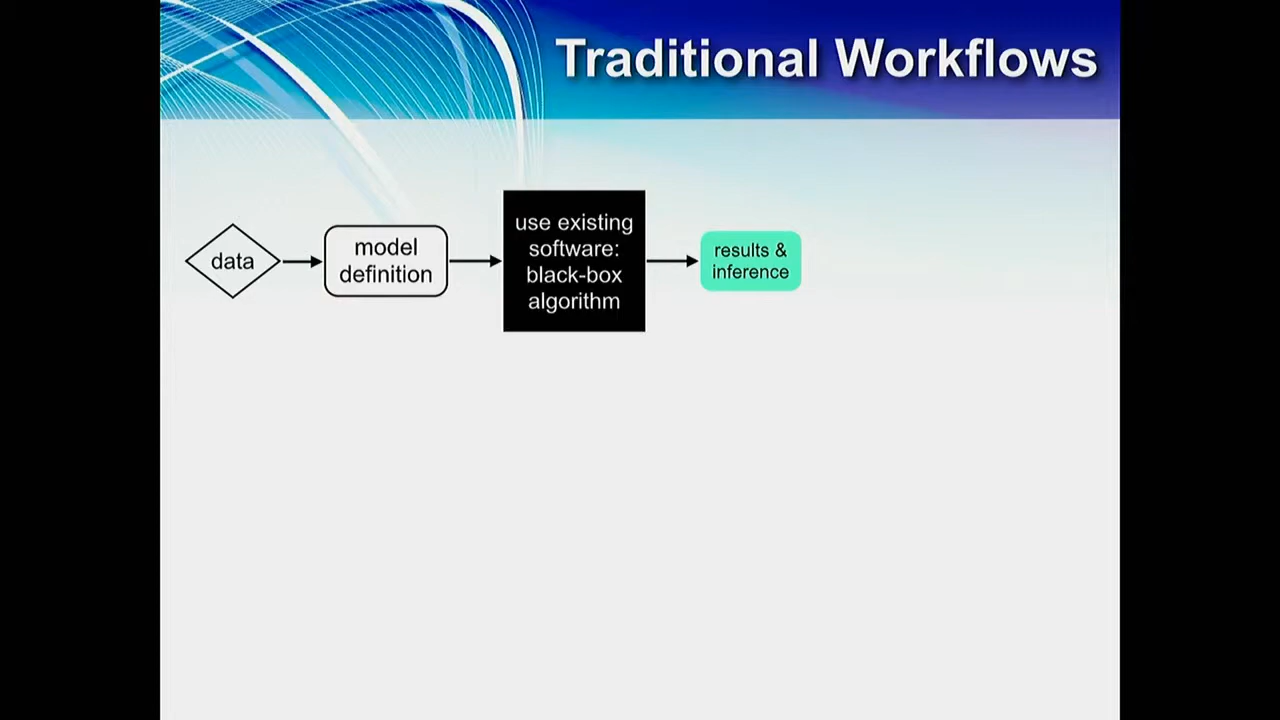 Traditional Workflows
data
model
definition
use existing
software:
black-box
algorithm
results &
inference